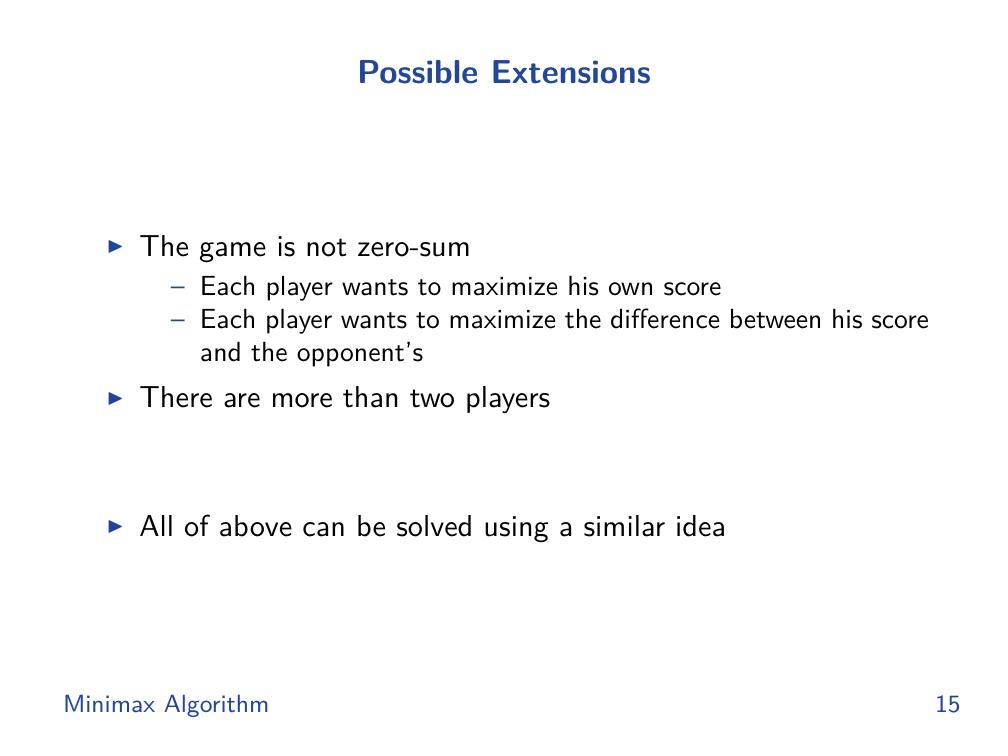 Possible Extensions
▶ The game is not zero-sum
– Each player wants to maximize his own score
– Each player wants to maximize the difference between his score
and the opponent's
▶ There are more than two players
▶ All of above can be solved using a similar idea
Minimax Algorithm 15